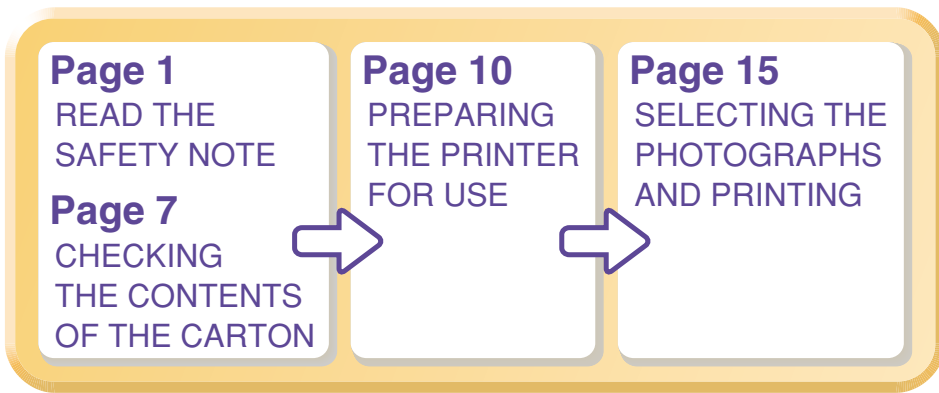 Page 1
READ THE
SAFETY NOTE
Page 7
CHECKING
THE CONTENTS
OF THE CARTON
Page 10
PREPARING
THE PRINTER
FOR USE
Page 15
SELECTING THE
PHOTOGRAPHS
AND PRINTING